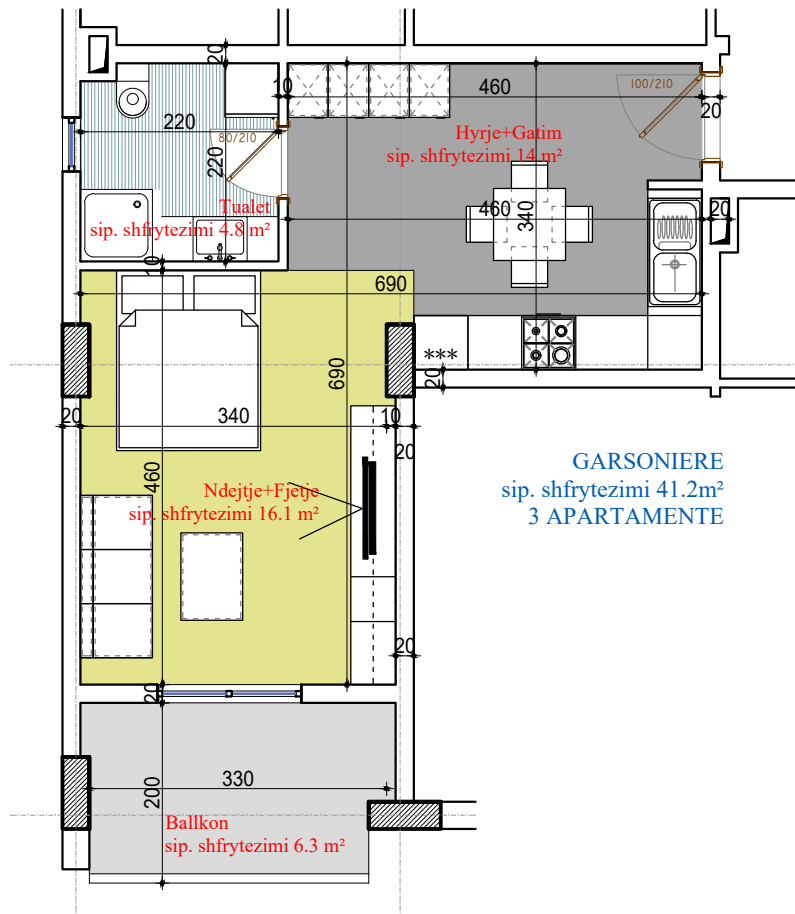 20
10
460
100/210
20
220
80/210
220
Hyrje+Gatim
sip. shfrytezimi 14 m²
Tualet
sip. shfrytezimi 4.8 m²
460
340
20
10
690
690
***
20
20
340
10
20
460
GARSONIERE
sip. shfrytezimi 41.2m²
3 APARTAMENTE
Ndejtje+Fjetje
sip. shfrytezimi 16.1 m²
20
20
330
200
Ballkon
sip. shfrytezimi 6.3 m²